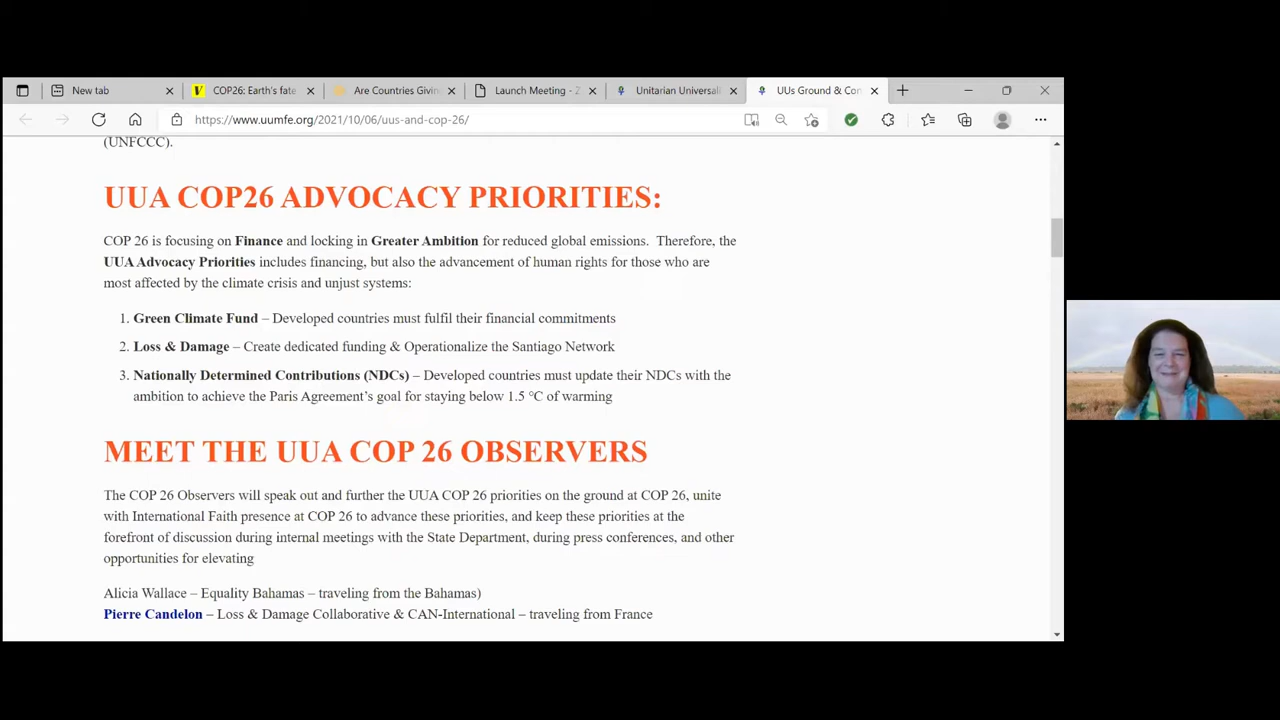 New tab
COP26: Earth's fate
Are Countries Givin
Launch Meeting - Z
Unitarian Universali
UUs Ground & Con
https://www.uumfe.org/2021/10/06/uus-and-cop-26/
(UNFCCC).
UUA COP26 ADVOCACY PRIORITIES:
COP 26 is focusing on Finance and locking in Greater Ambition for reduced global emissions. Therefore, the
UUA Advocacy Priorities includes financing, but also the advancement of human rights for those who are
most affected by the climate crisis and unjust systems:
1. Green Climate Fund – Developed countries must fulfil their financial commitments
2. Loss & Damage – Create dedicated funding & Operationalize the Santiago Network
3. Nationally Determined Contributions (NDCs) – Developed countries must update their NDCs with the
ambition to achieve the Paris Agreement's goal for staying below 1.5 °C of warming
MEET THE UUA COP 26 OBSERVERS
The COP 26 Observers will speak out and further the UUA COP 26 priorities on the ground at COP 26, unite
with International Faith presence at COP 26 to advance these priorities, and keep these priorities at the
forefront of discussion during internal meetings with the State Department, during press conferences, and other
opportunities for elevating
Alicia Wallace – Equality Bahamas – traveling from the Bahamas)
Pierre Candelon – Loss & Damage Collaborative & CAN-International – traveling from France